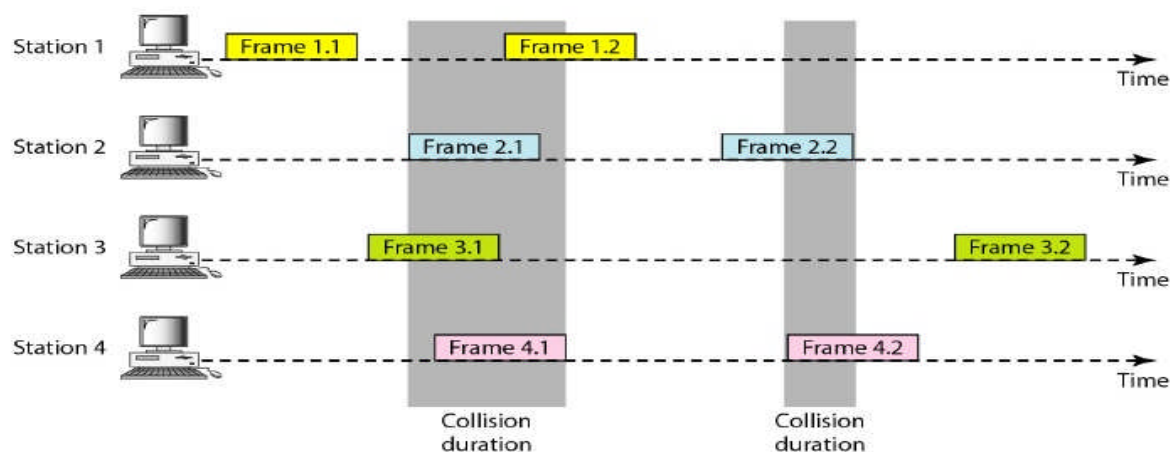 Station 1
Frame 1.1
Frame 1.2
Time
Station 2
Frame 2.1
Frame 2.2
Time
Station 3
Frame 3.1
Frame 3.2
Time
Station 4
Frame 4.1
Frame 4.2
Time
Collision
duration
Collision
duration